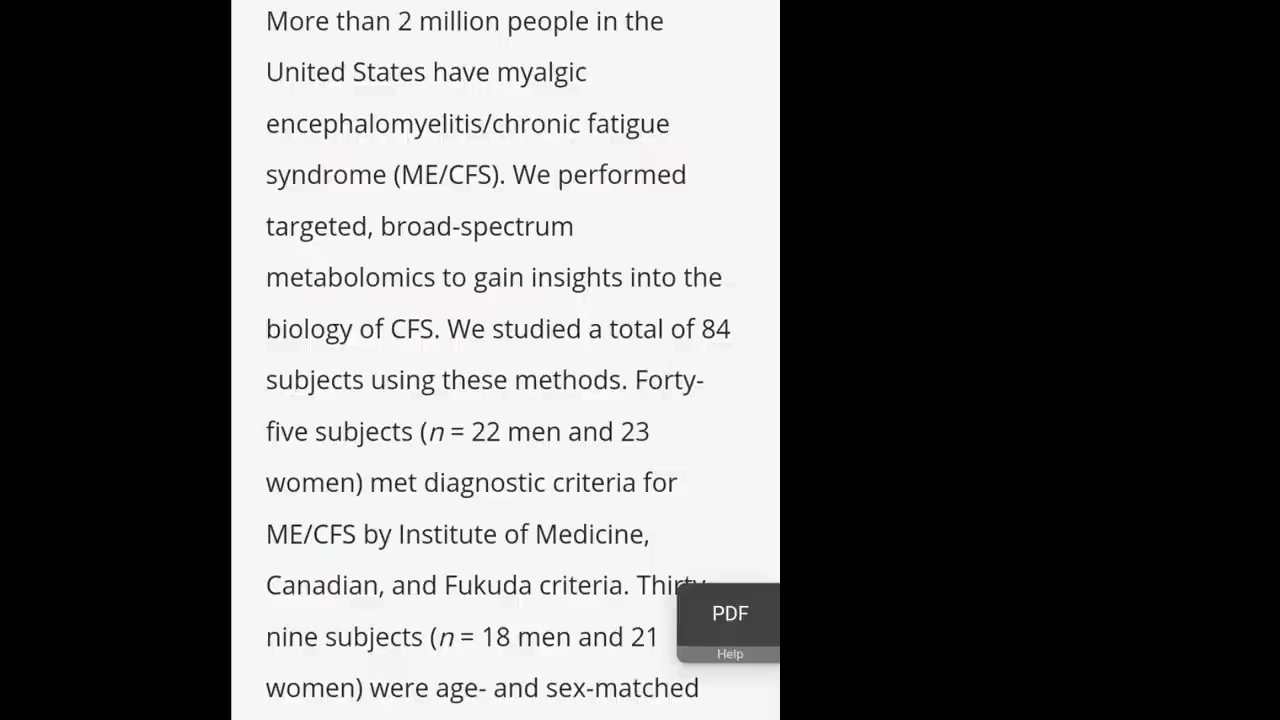 More than 2 million people in the
United States have myalgic
encephalomyelitis/chronic fatigue
syndrome (ME/CFS). We performed
targeted, broad-spectrum
metabolomics to gain insights into the
biology of CFS. We studied a total of 84
subjects using these methods. Forty-
five subjects (n = 22 men and 23
women) met diagnostic criteria for
ME/CFS by Institute of Medicine,
Canadian, and Fukuda criteria. Thirty-
PDF
nine subjects (n = 18 men and 21
Help
women) were age- and sex-matched